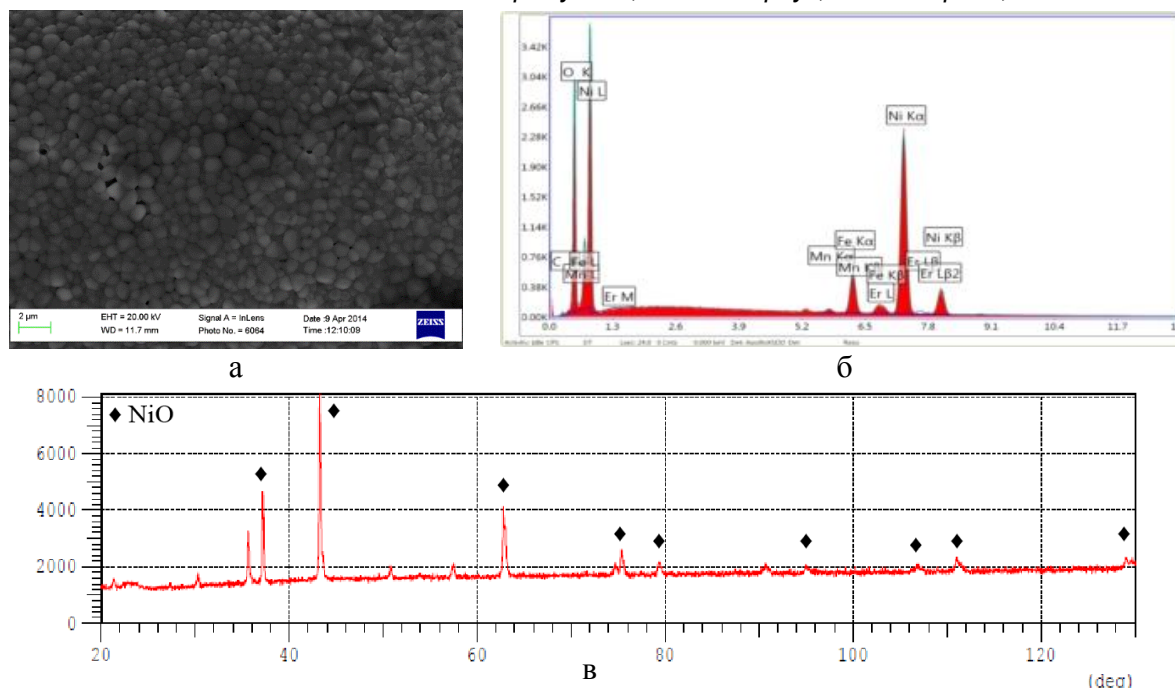 2 µm
EHT = 20.00 kV
WD = 11.7 mm
Signal A = InLens
Photo No. = 6064
Date :9 Apr 2014
Time :12:10:09
ZEISS
а
3.42K
3.04K
2.66K
2.28K
1.90K
1.52K
1.14K
0.76K
0.38K
0.00K
O K
Ni L
C
Fe L
Mn L
Er M
Mn Kα
Fe Kα
Mn
Fe Kβ
Er L
Ni Kα
Er Lβ
Ni Kβ
Er Lβ2
0.0 1.3 2.6 3.9 5.2 6.5 7.8 9.1 10.4 11.7
б
8000
6000
4000
2000
0
♦ NiO
20 40 60 80 100 120
(deg)
в